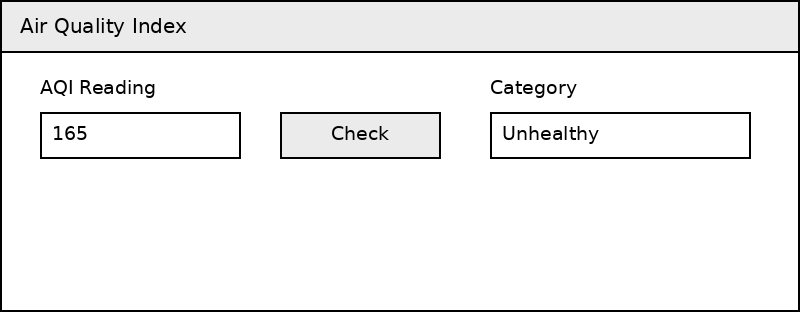 Air Quality Index
AQI Reading
Category
165
Check
Unhealthy